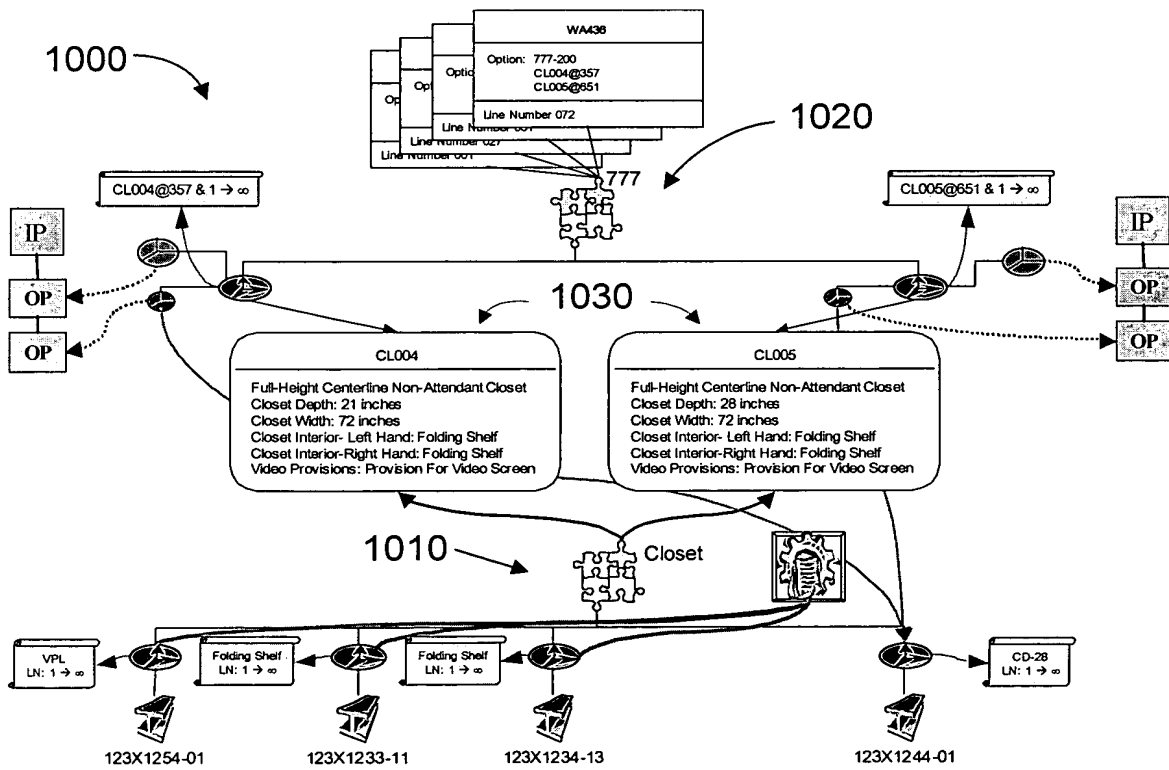 1000
WA436
Option: 777-200
CL004@357
CL005@651
Line Number 072
Optic
Line Number 051
Op
Line Number 027
Op
Line Number 001
1020
777
CL004@357 & 1 → ∞
CL005@651 & 1 → ∞
IP
OP
OP
IP
OP
OP
1030
CL004
Full-Height Centerline Non-Attendant Closet
Closet Depth: 21 inches
Closet Width: 72 inches
Closet Interior- Left Hand: Folding Shelf
Closet Interior-Right Hand: Folding Shelf
Video Provisions: Provision For Video Screen
CL005
Full-Height Centerline Non-Attendant Closet
Closet Depth: 28 inches
Closet Width: 72 inches
Closet Interior- Left Hand: Folding Shelf
Closet Interior-Right Hand: Folding Shelf
Video Provisions: Provision For Video Screen
1010
Closet
VPL
LN: 1 → ∞
Folding Shelf
LN: 1 → ∞
Folding Shelf
LN: 1 → ∞
CD-28
LN: 1 → ∞
123X1254-01
123X1233-11
123X1234-13
123X1244-01